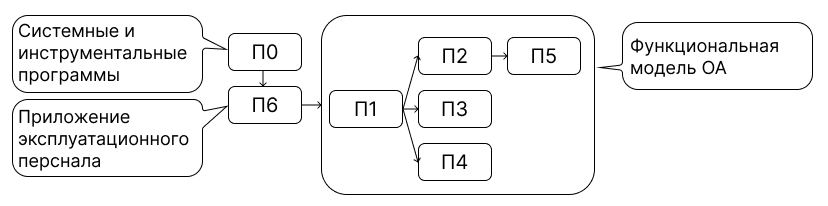 Системные и
инструментальные
программы
П0
Приложение
эксплуатационного
перснала
П6
П1
П2
П5
П3
П4
Функциональная
модель ОА